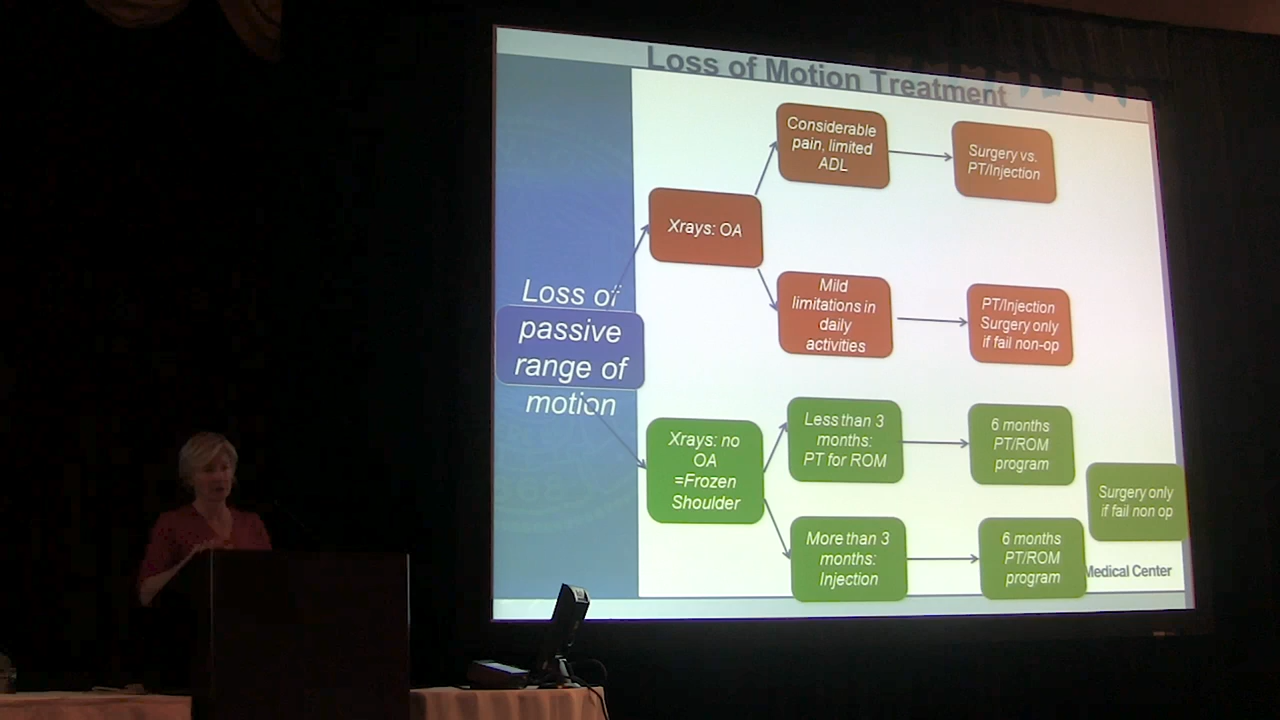 Loss of Motion Treatment
Considerable
pain, limited
ADL
Surgery vs.
PT/Injection
Xrays: OA
Mild
limitations in
daily
activities
PT/Injection
Surgery only
if fail non-op
Loss of
passive
range of
motion
Xrays: no
OA
=Frozen
Shoulder
Less than 3
months:
PT for ROM
6 months
PT/ROM
program
More than 3
months:
Injection
6 months
PT/ROM
program
Surgery only
if fail non op
Medical Center